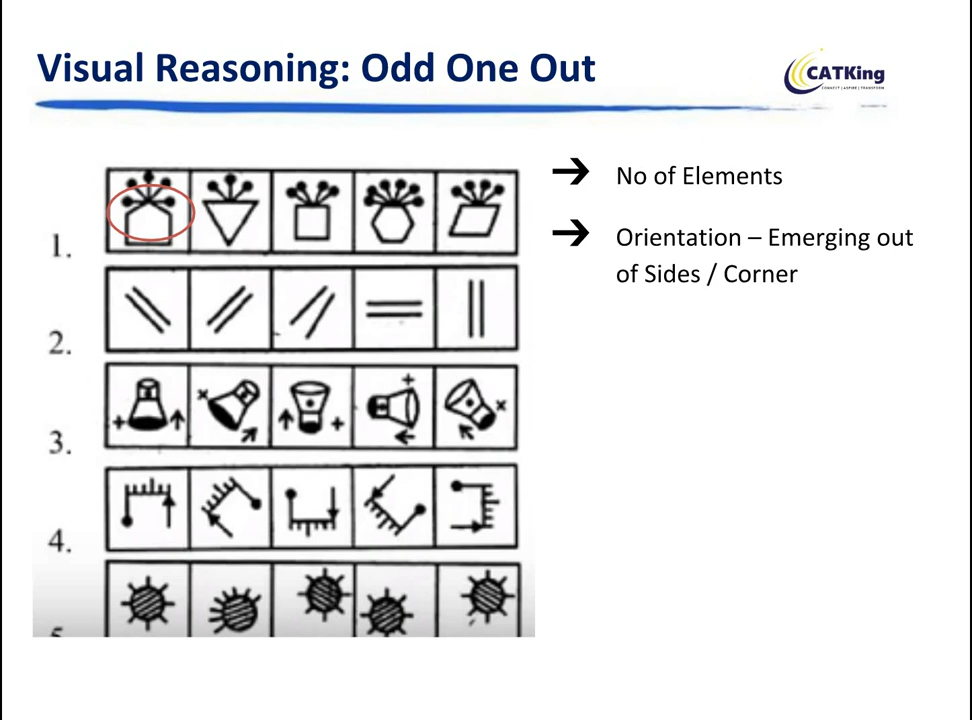 Visual Reasoning: Odd One Out
CATKing
CONNECT | ASPIRE | TRANSFORM
→ No of Elements
→ Orientation – Emerging out
of Sides / Corner
1.
2.
3.
4.